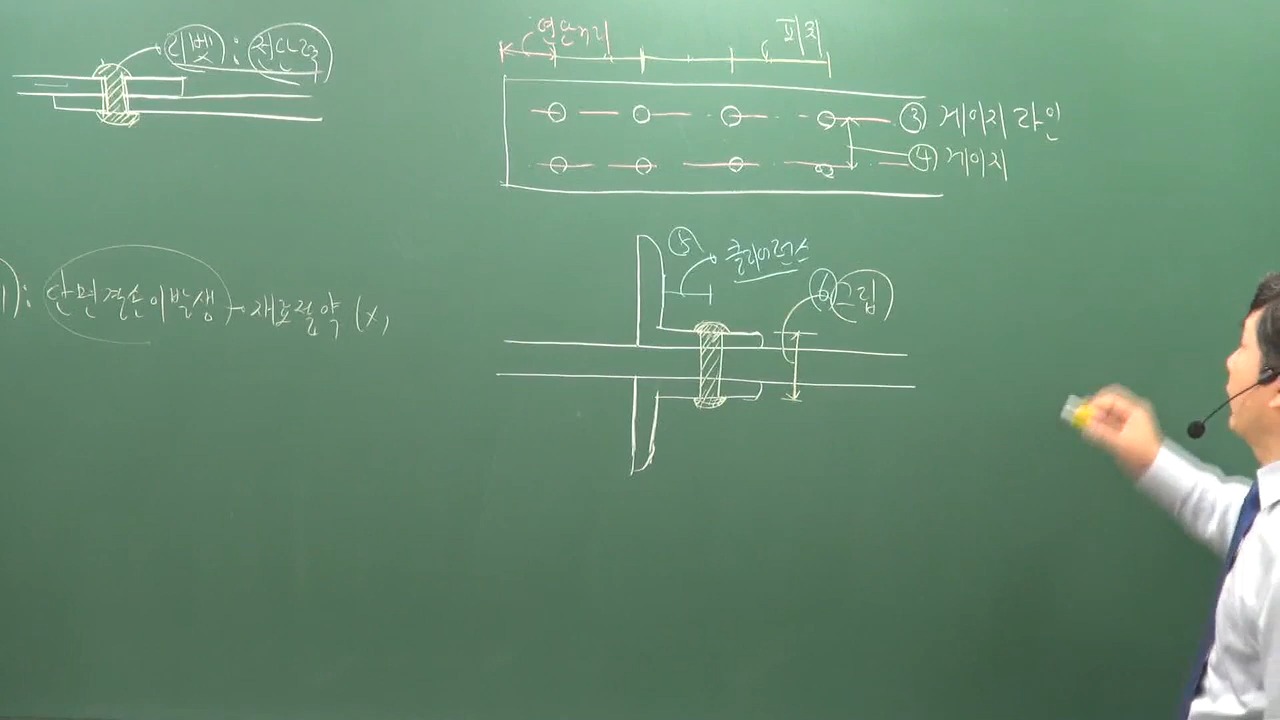 리벳 : 전단력
연단거리
피치
③ 게이지 라인
④ 게이지
⑤ 클리어런스
⑥ 그립
): 단면결손이 발생 → 재료절약 (x)